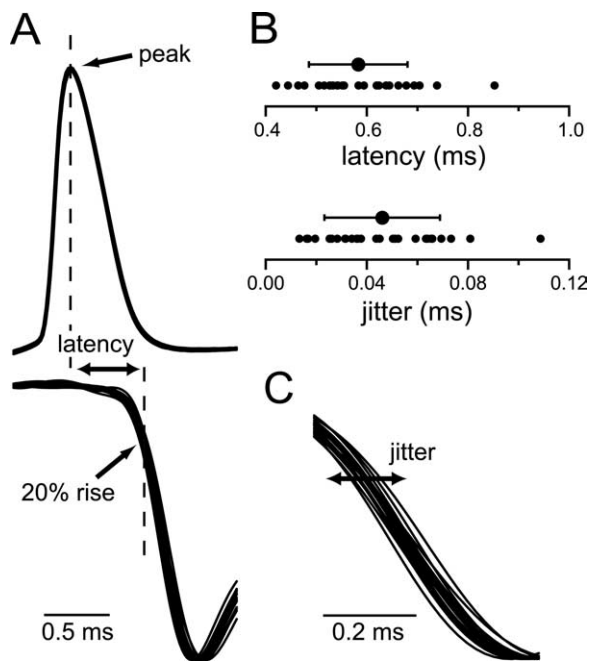 A
peak
latency
20% rise
0.5 ms
B
0.4 0.6 0.8 1.0
latency (ms)
0.00 0.04 0.08 0.12
jitter (ms)
C
jitter
0.2 ms